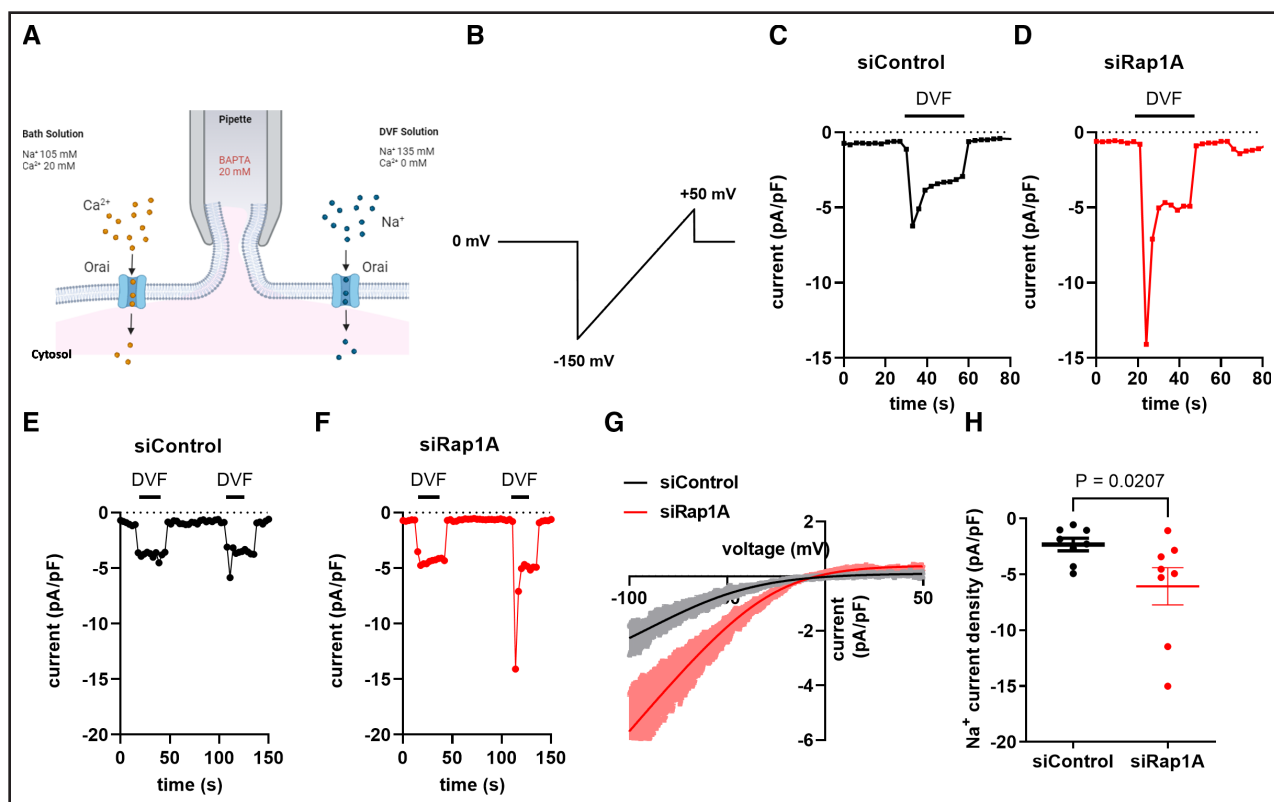 A
Bath Solution
Na⁺ 105 mM
Ca²⁺ 20 mM
Pipette
BAPTA
20 mM
DVF Solution
Na⁺ 135 mM
Ca²⁺ 0 mM
Ca²⁺
Na⁺
Orai
Orai
Cytosol
B
+50 mV
0 mV
-150 mV
C
siControl
DVF
0
-5
-10
-15
current (pA/pF)
0 20 40 60 80
time (s)
D
siRap1A
DVF
0
-5
-10
-15
current (pA/pF)
0 20 40 60 80
time (s)
E
siControl
DVF DVF
0
-5
-10
-15
-20
current (pA/pF)
0 50 100 150
time (s)
F
siRap1A
DVF DVF
0
-5
-10
-15
-20
current (pA/pF)
0 50 100 150
time (s)
G
siControl
siRap1A
2
voltage (mV)
-100 50
-2
-4
-6
current
(pA/pF)
H
P = 0.0207
0
-5
-10
-15
-20
Na⁺ current density (pA/pF)
siControl siRap1A